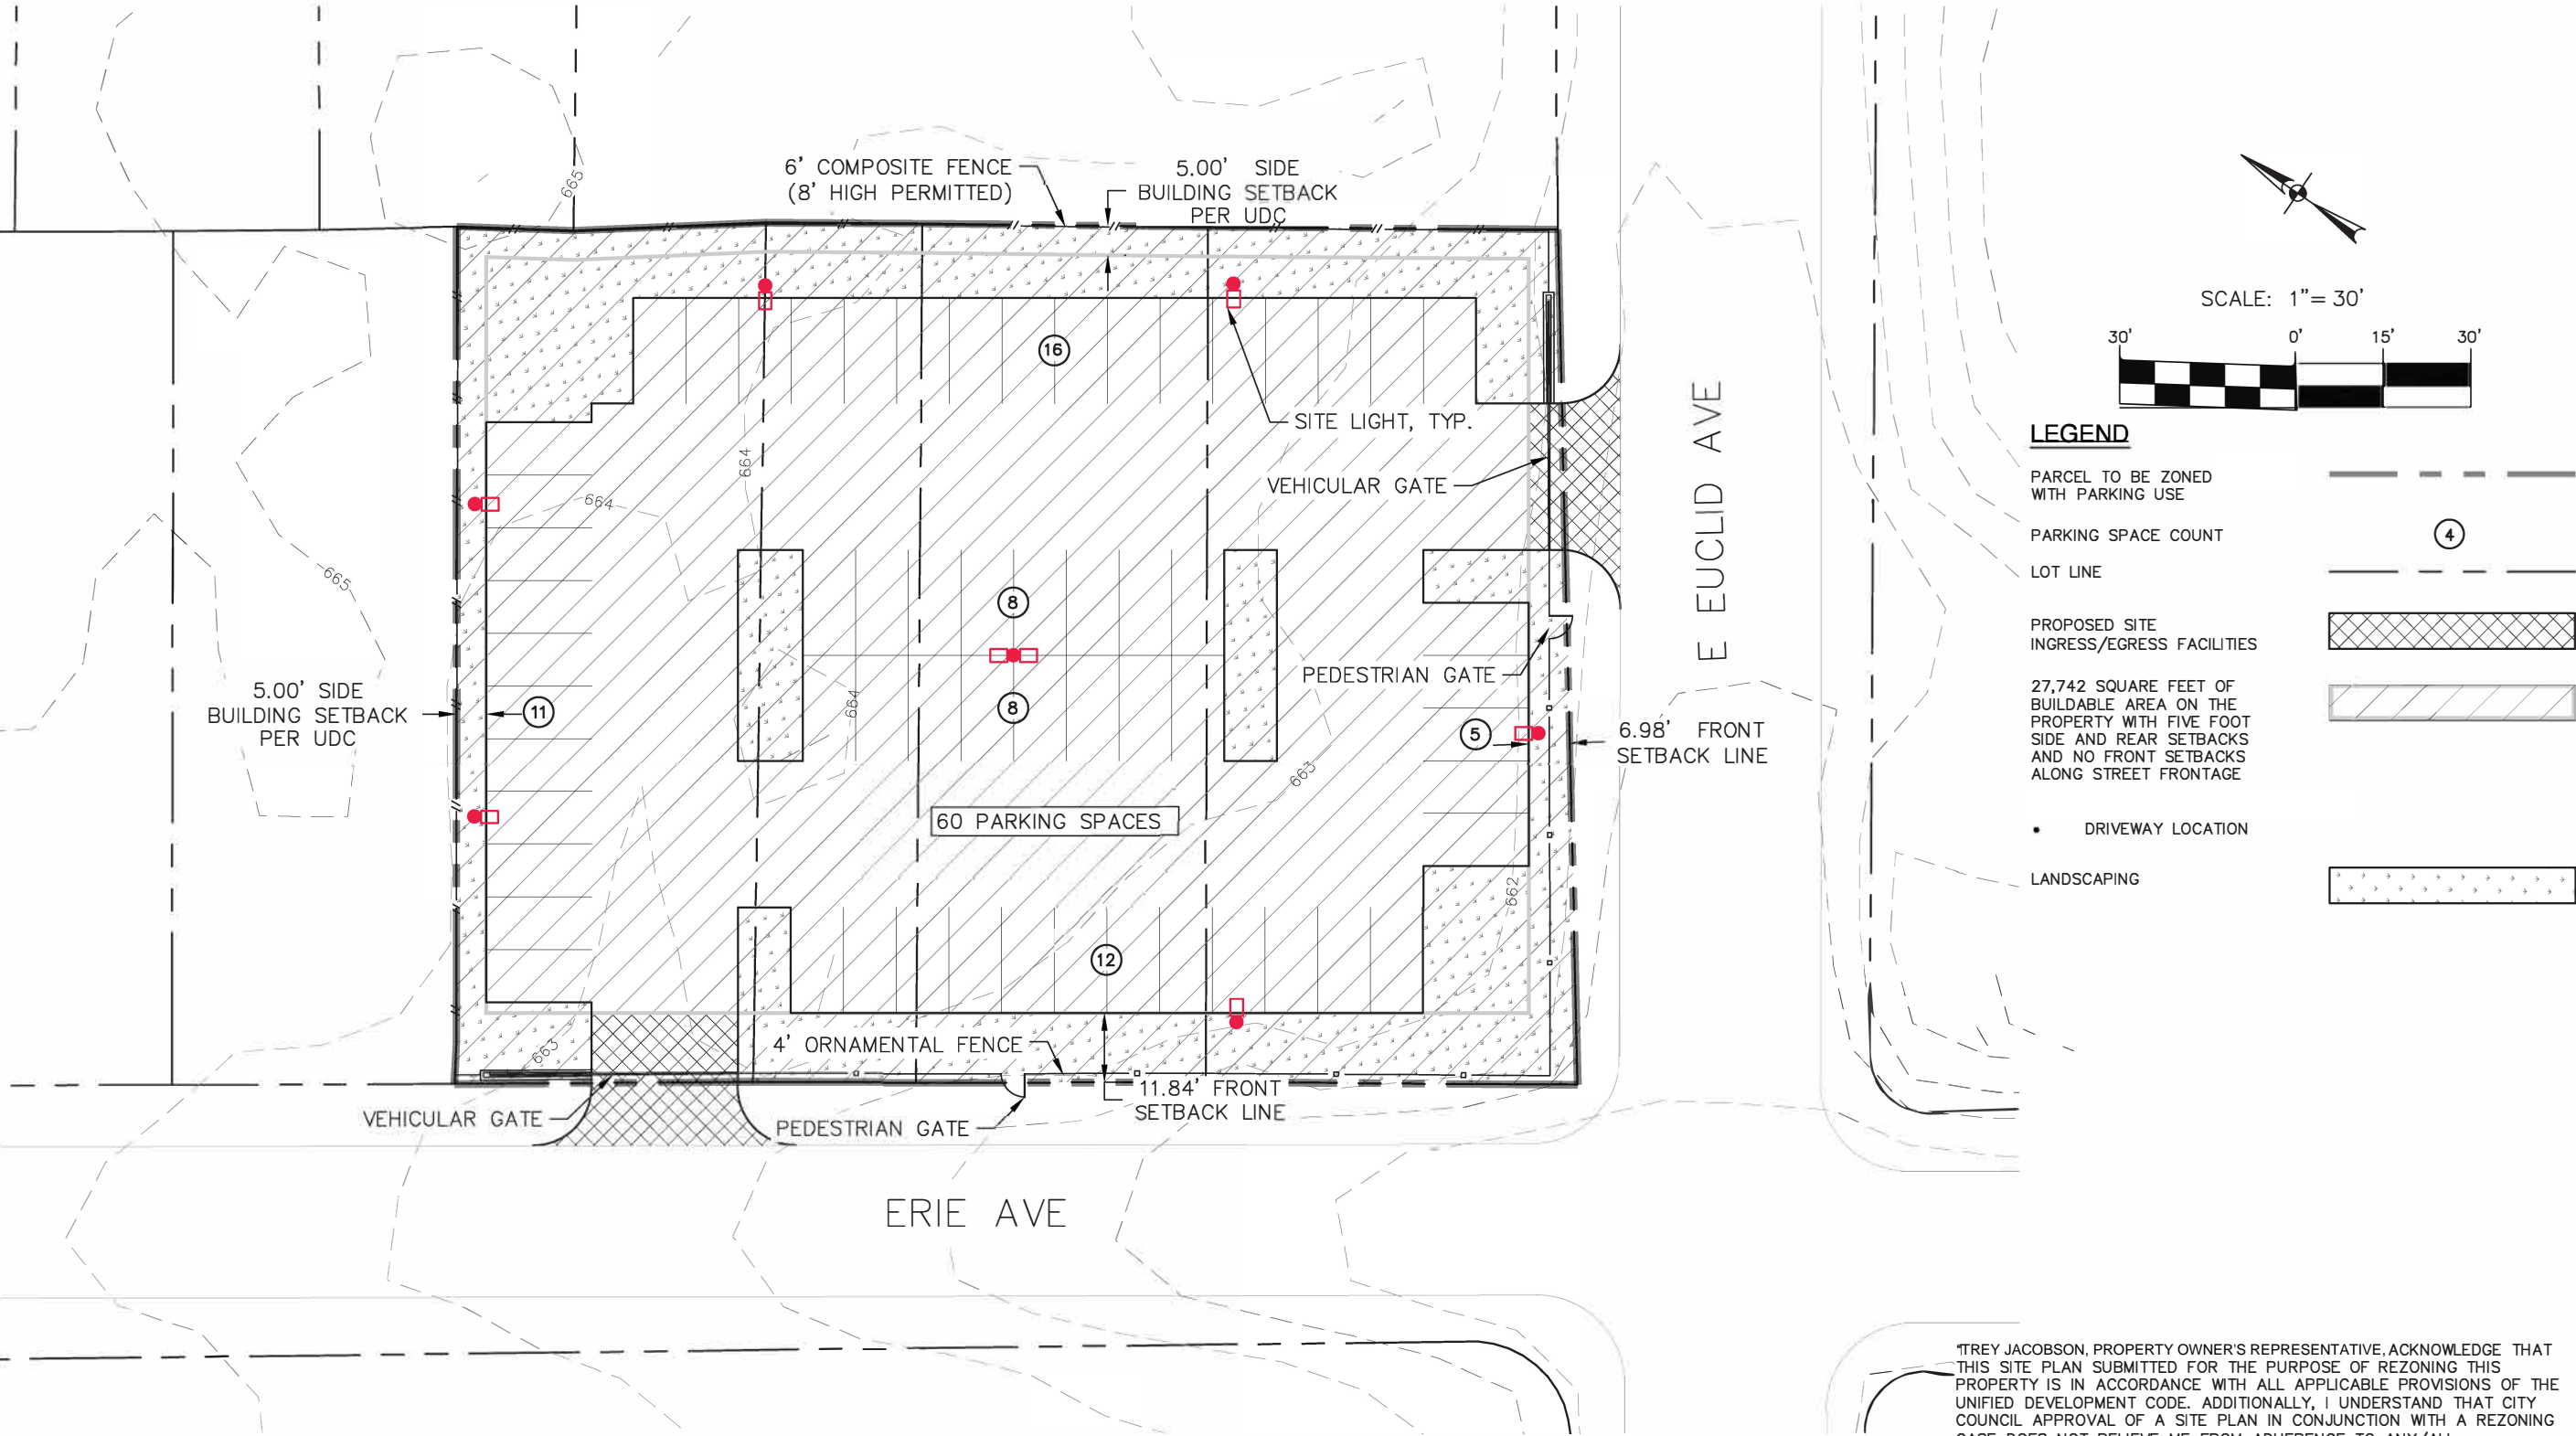 6' COMPOSITE FENCE
(8' HIGH PERMITTED)
5.00' SIDE
BUILDING SETBACK
PER UDC
665
16
SITE LIGHT, TYP.
VEHICULAR GATE
664
664
665
8
8
664
PEDESTRIAN GATE
5.00' SIDE
BUILDING SETBACK
PER UDC
11
5
6.98' FRONT
SETBACK LINE
663
60 PARKING SPACES
662
12
663
4' ORNAMENTAL FENCE
11.84' FRONT
SETBACK LINE
VEHICULAR GATE
PEDESTRIAN GATE
ERIE AVE
E EUCLID AVE
SCALE: 1"= 30'
30' 0' 15' 30'
LEGEND
PARCEL TO BE ZONED
WITH PARKING USE
PARKING SPACE COUNT
4
LOT LINE
PROPOSED SITE
INGRESS/EGRESS FACILITIES
27,742 SQUARE FEET OF
BUILDABLE AREA ON THE
PROPERTY WITH FIVE FOOT
SIDE AND REAR SETBACKS
AND NO FRONT SETBACKS
ALONG STREET FRONTAGE
• DRIVEWAY LOCATION
LANDSCAPING
"TREY JACOBSON, PROPERTY OWNER'S REPRESENTATIVE, ACKNOWLEDGE THAT
THIS SITE PLAN SUBMITTED FOR THE PURPOSE OF REZONING THIS
PROPERTY IS IN ACCORDANCE WITH ALL APPLICABLE PROVISIONS OF THE
UNIFIED DEVELOPMENT CODE. ADDITIONALLY, I UNDERSTAND THAT CITY
COUNCIL APPROVAL OF A SITE PLAN IN CONJUNCTION WITH A REZONING